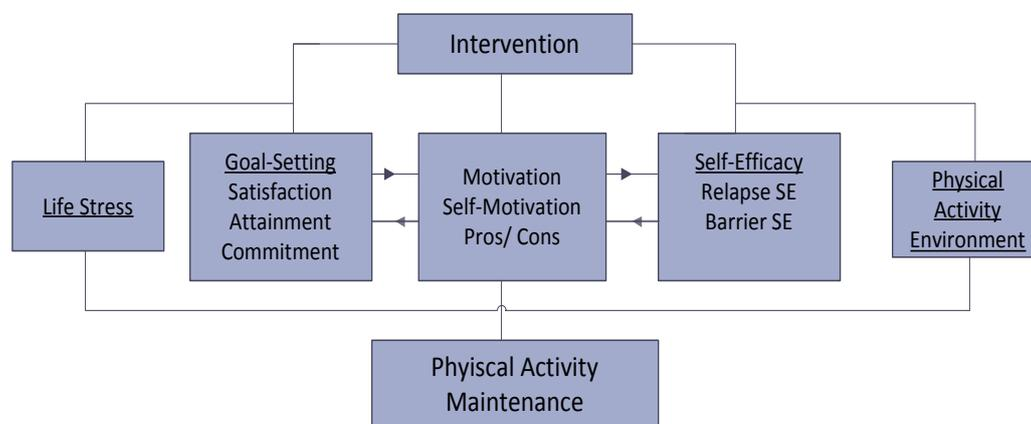 Intervention
Life Stress
Goal-Setting
Satisfaction
Attainment
Commitment
Motivation
Self-Motivation
Pros/ Cons
Self-Efficacy
Relapse SE
Barrier SE
Physical
Activity
Environment
Phyiscal Activity
Maintenance